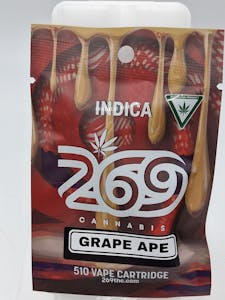 INDICA
269
CANNABIS
GRAPE APE
510 VAPE CARTRIDGE
269thc.com